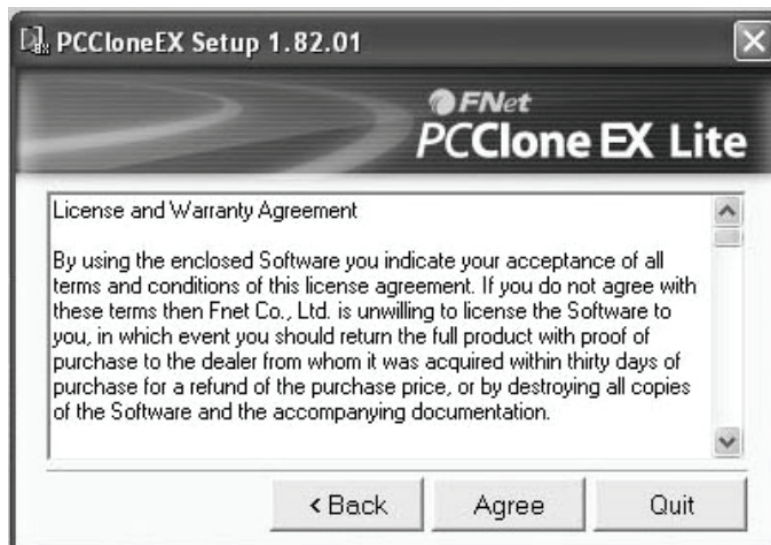 PCCloneEX Setup 1.82.01
FNet
PCClone EX Lite
License and Warranty Agreement
By using the enclosed Software you indicate your acceptance of all
terms and conditions of this license agreement. If you do not agree with
these terms then Fnet Co., Ltd. is unwilling to license the Software to
you, in which event you should return the full product with proof of
purchase to the dealer from whom it was acquired within thirty days of
purchase for a refund of the purchase price, or by destroying all copies
of the Software and the accompanying documentation.
< Back Agree Quit